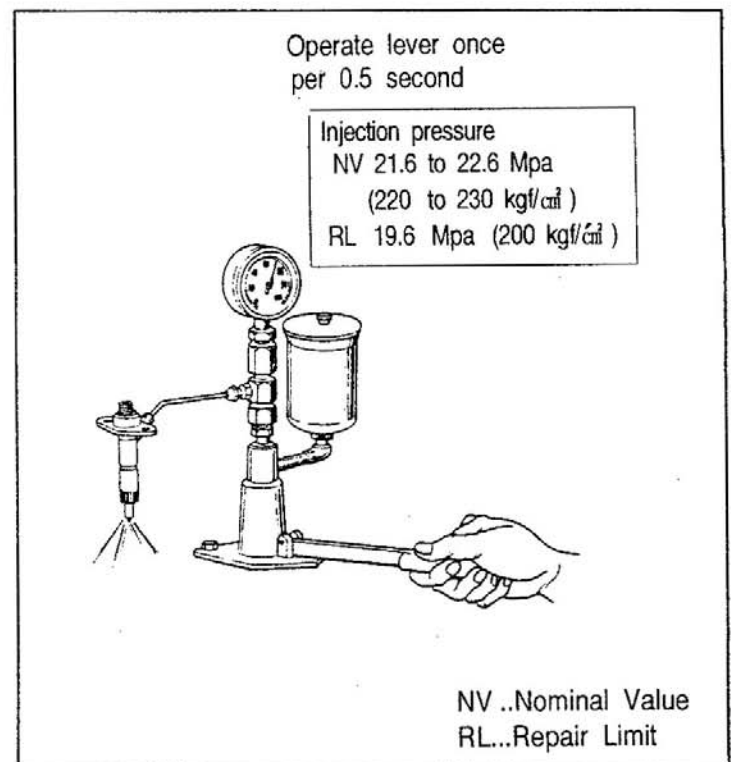 Operate lever once
per 0.5 second
Injection pressure
NV 21.6 to 22.6 Mpa
(220 to 230 kgf/㎠ )
RL 19.6 Mpa (200 kgf/㎠ )
NV ..Nominal Value
RL...Repair Limit